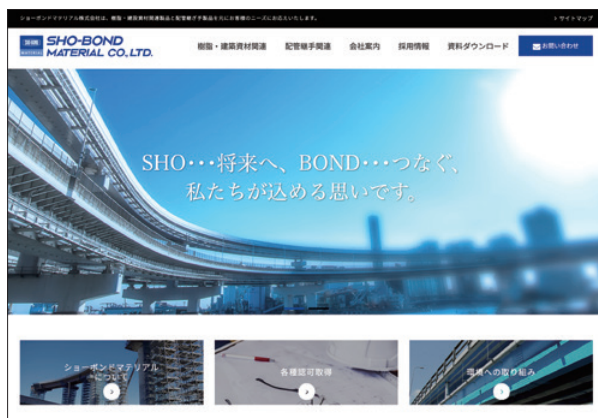 ショーボンドマテリアル株式会社は、樹脂・建築資材関連製品と配管継ぎ手製品を元にお客様のニーズにお応えいたします。
サイトマップ
SHO-BOND
MATERIAL CO.,LTD.
樹脂・建築資材関連 配管継手関連 会社案内 採用情報 資料ダウンロード お問い合わせ
SHO・・・将来へ、BOND・・・つなぐ、
私たちが込める思いです。
ショーボンドマテリアル
について
各種認可取得
環境への取り組み